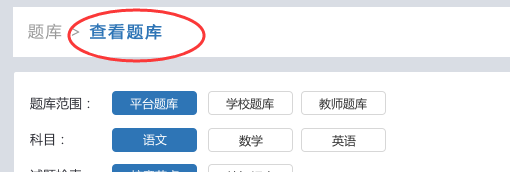 题库 > 查看题库
题库范围： 平台题库 学校题库 教师题库
科目： 语文 数学 英语